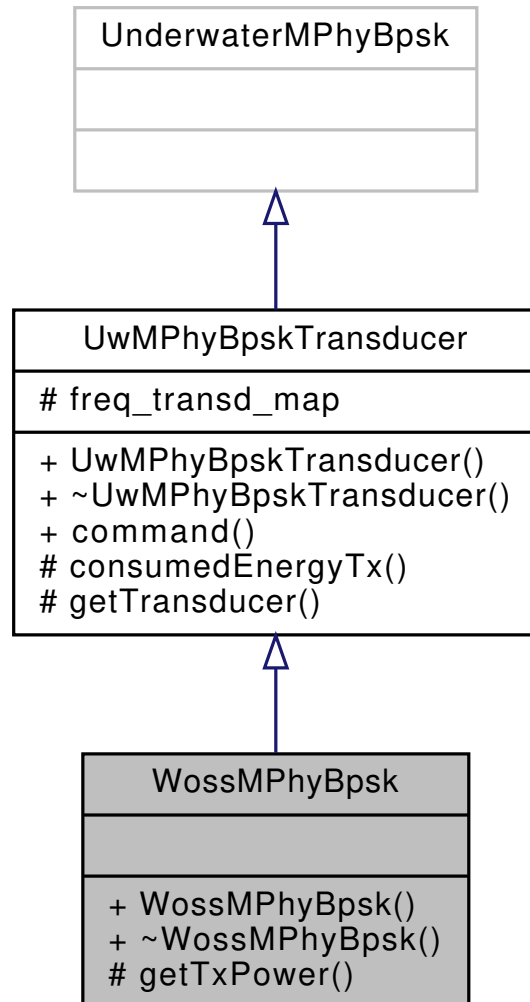 UnderwaterMPhyBpsk
UwMPhyBpskTransducer
# freq_transd_map
+ UwMPhyBpskTransducer()
+ ~UwMPhyBpskTransducer()
+ command()
# consumedEnergyTx()
# getTransducer()
WossMPhyBpsk
+ WossMPhyBpsk()
+ ~WossMPhyBpsk()
# getTxPower()